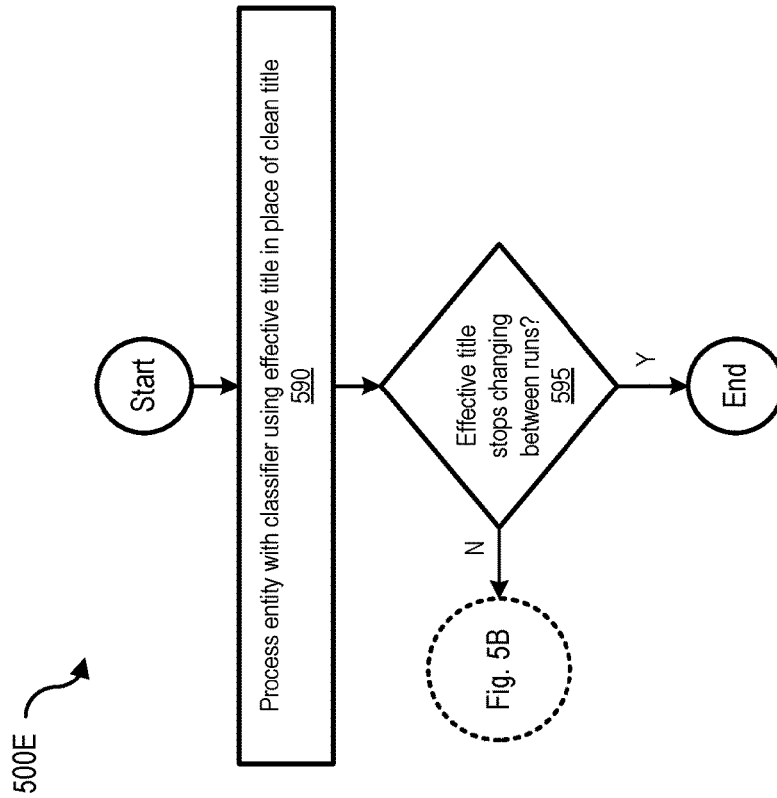 500E
Start
Process entity with classifier using effective title in place of clean title
590
Effective title
stops changing
between runs?
595
N
Y
Fig. 5B
End